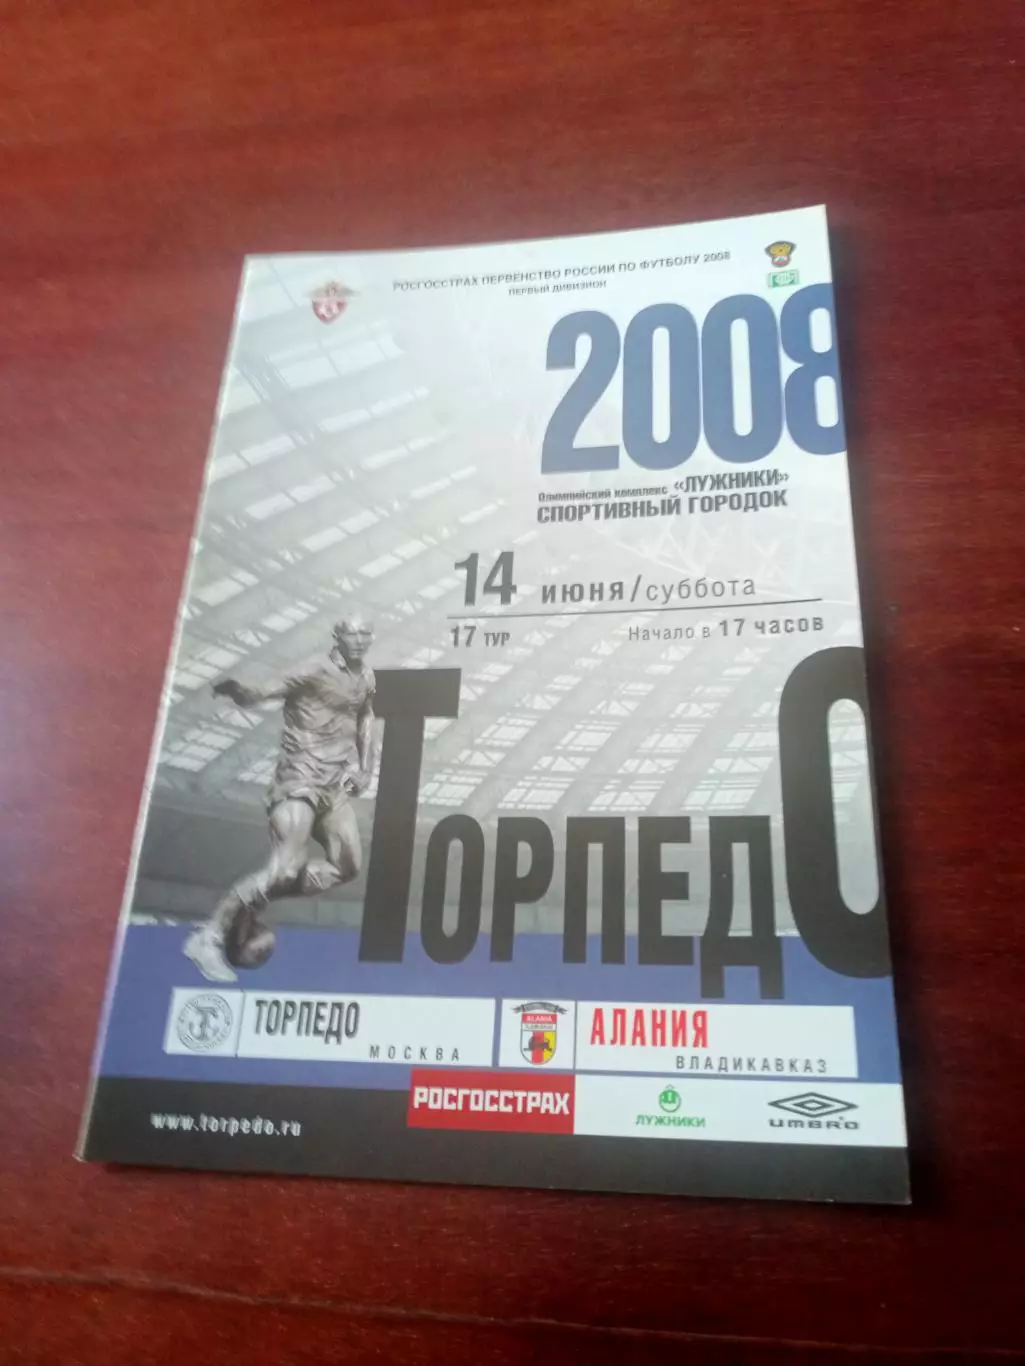 РОСГОССТРАХ ПЕРВЕНСТВО РОССИИ ПО ФУТБОЛУ 2008
ПЕРВЫЙ ДИВИЗИОН
2008
Олимпийский комплекс «ЛУЖНИКИ»
СПОРТИВНЫЙ ГОРОДОК
14 ИЮНЯ/суббота
17 ТУР Начало в 17 часов
ТОРПЕДО
ТОРПЕДО
МОСКВА
ALANIA
АЛАНИЯ
ВЛАДИКАВКАЗ
РОСГОССТРАХ
ЛУЖНИКИ
UMBRO
www.torpedo.ru